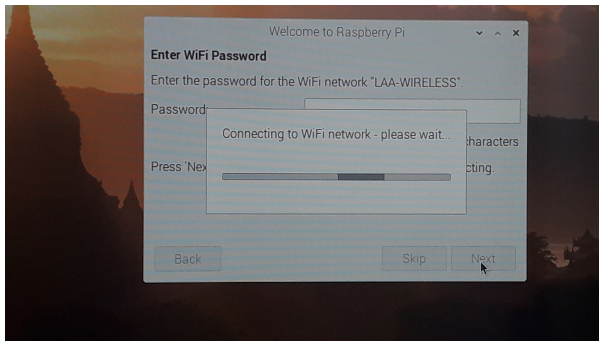 Welcome to Raspberry Pi
Enter WiFi Password
Enter the password for the WiFi network "LAA-WIRELESS".
Password
characters
Connecting to WiFi network - please wait...
Press 'Nex
cting.
Back
Skip
Next